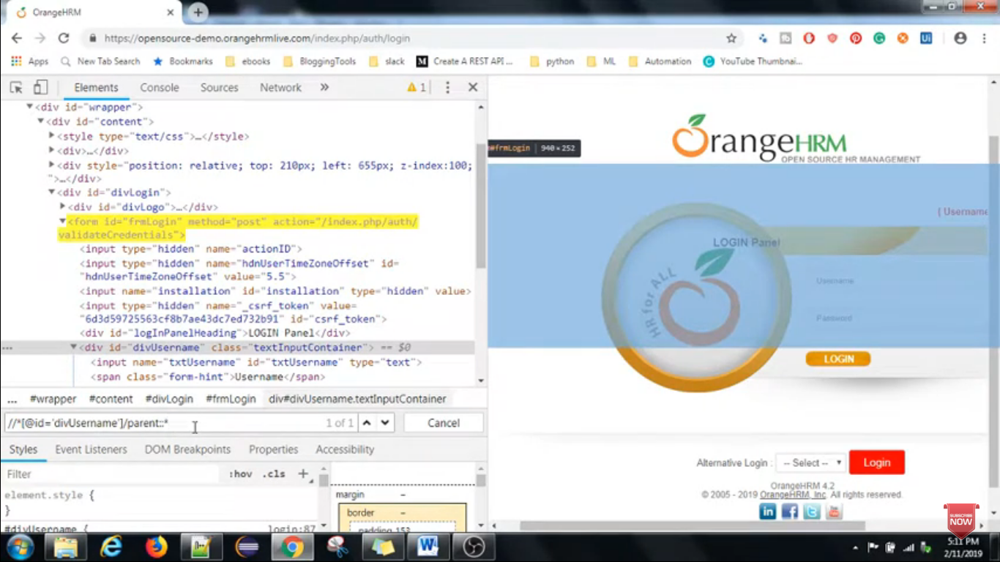 OrangeHRM
https://opensource-demo.orangehrmlive.com/index.php/auth/login
Apps New Tab Search Bookmarks ebooks BloggingTools slack M Create A REST API ... python ML Automation YouTube Thumbnai...
Elements Console Sources Network » 1
<div id="wrapper">
<div id="content">
<style type="text/css">…</style>
<div>…</div>
<div style="position: relative; top: 210px; left: 655px; z-index:100;
">…</div>
<div id="divLogin">
<div id="divLogo">…</div>
<form id="frmLogin" method="post" action="/index.php/auth/
validateCredentials">
<input type="hidden" name="actionID">
<input type="hidden" name="hdnUserTimeZoneOffset" id=
"hdnUserTimeZoneOffset" value="5.5">
<input name="installation" id="installation" type="hidden" value>
<input type="hidden" name="_csrf_token" value=
"6d3d59725563cf8b7ae43dc7ed732b91" id="csrf_token">
<div id="logInPanelHeading">LOGIN Panel</div>
... <div id="divUsername" class="textInputContainer"> == $0
<input name="txtUsername" id="txtUsername" type="text">
<span class="form-hint">Username</span>
... #wrapper #content #divLogin #frmLogin div#divUsername.textInputContainer
//*[@id='divUsername']/parent::* 1 of 1 Cancel
Styles Event Listeners DOM Breakpoints Properties Accessibility
Filter :hov .cls +
element.style {
}
#divUsername { login:87
margin –
border –
padding 153
OrangeHRM
OPEN SOURCE HR MANAGEMENT
#frmLogin 940 × 252
( Username
LOGIN Panel
HR for ALL
Username
Password
LOGIN
Alternative Login : -- Select -- Login
OrangeHRM 4.2
© 2005 - 2019 OrangeHRM, Inc. All rights reserved.
in f t You Tube
SUBSCRIBE
NOW
Ui
W
5:11 PM
2/11/2019